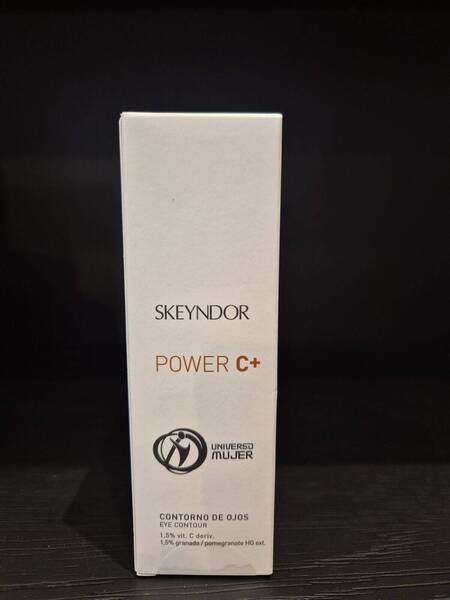 SKEYNDOR
POWER C+
UNIVERSO
MUJER
CONTORNO DE OJOS
EYE CONTOUR
1,5% vit. C deriv.
1,5% granada / pomegranate HG ext.